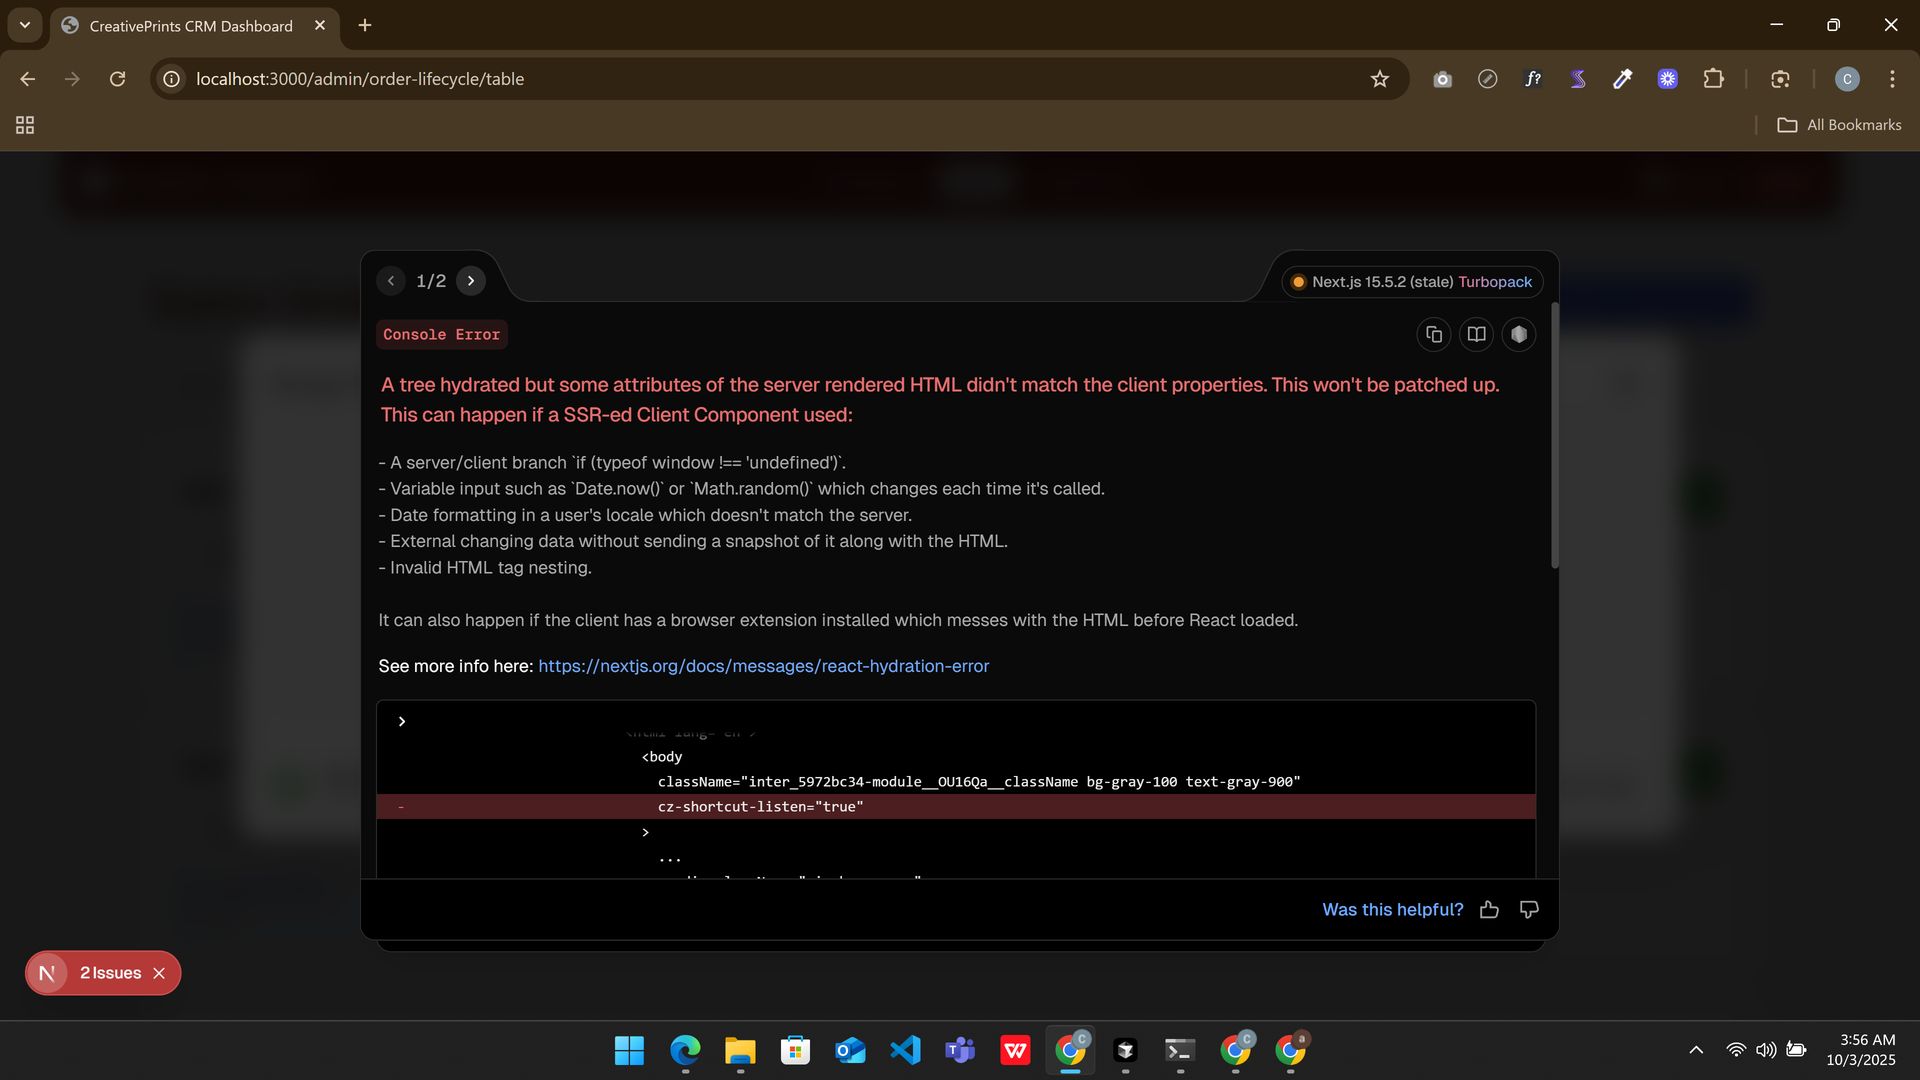 CreativePrints CRM Dashboard
localhost:3000/admin/order-lifecycle/table
f?
C
All Bookmarks
1/2
Next.js 15.5.2 (stale) Turbopack
Console Error
A tree hydrated but some attributes of the server rendered HTML didn't match the client properties. This won't be patched up.
This can happen if a SSR-ed Client Component used:
- A server/client branch `if (typeof window !== 'undefined')`.
- Variable input such as `Date.now()` or `Math.random()` which changes each time it's called.
- Date formatting in a user's locale which doesn't match the server.
- External changing data without sending a snapshot of it along with the HTML.
- Invalid HTML tag nesting.
It can also happen if the client has a browser extension installed which messes with the HTML before React loaded.
See more info here: https://nextjs.org/docs/messages/react-hydration-error
<body
className="inter_5972bc34-module__OU16Qa__className bg-gray-100 text-gray-900"
- cz-shortcut-listen="true"
>
...
Was this helpful?
N 2 Issues
3:56 AM
10/3/2025